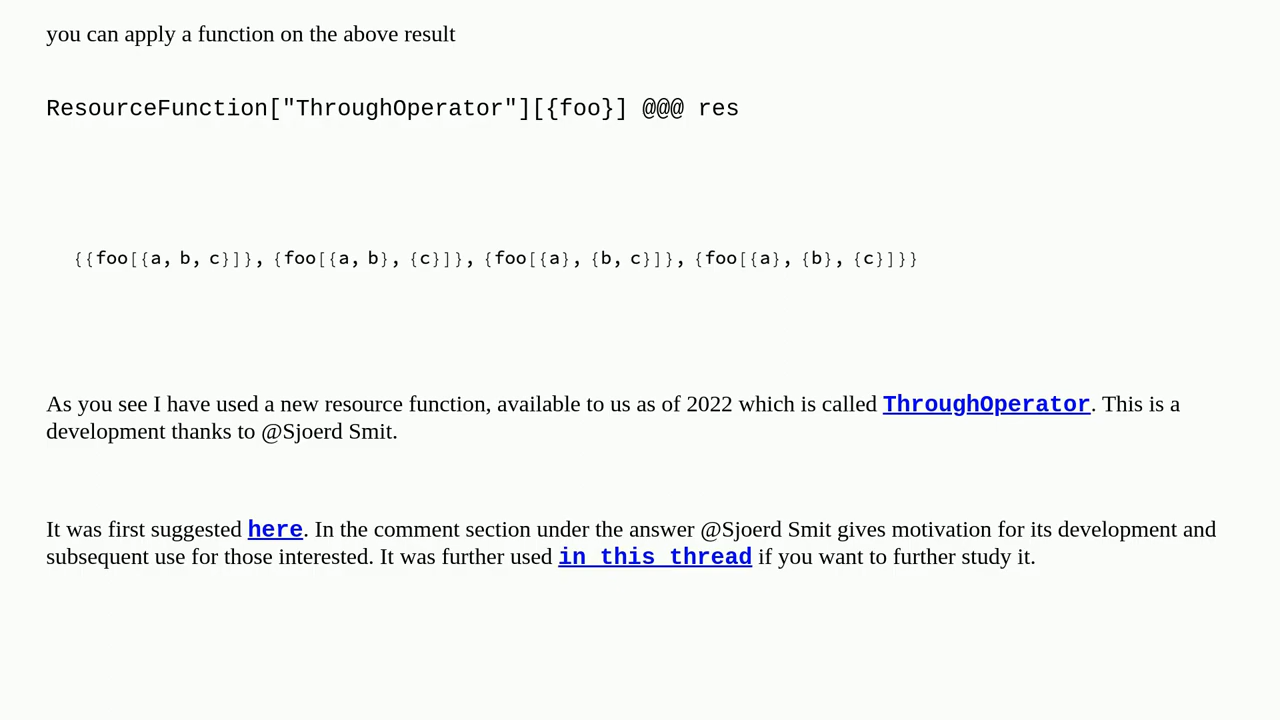 you can apply a function on the above result
ResourceFunction["ThroughOperator"][{foo}] @@@ res
{{foo[{a, b, c}]}, {foo[{a, b}, {c}]}, {foo[{a}, {b, c}]}, {foo[{a}, {b}, {c}]}}
As you see I have used a new resource function, available to us as of 2022 which is called ThroughOperator. This is a
development thanks to @Sjoerd Smit.
It was first suggested here. In the comment section under the answer @Sjoerd Smit gives motivation for its development and
subsequent use for those interested. It was further used in this thread if you want to further study it.